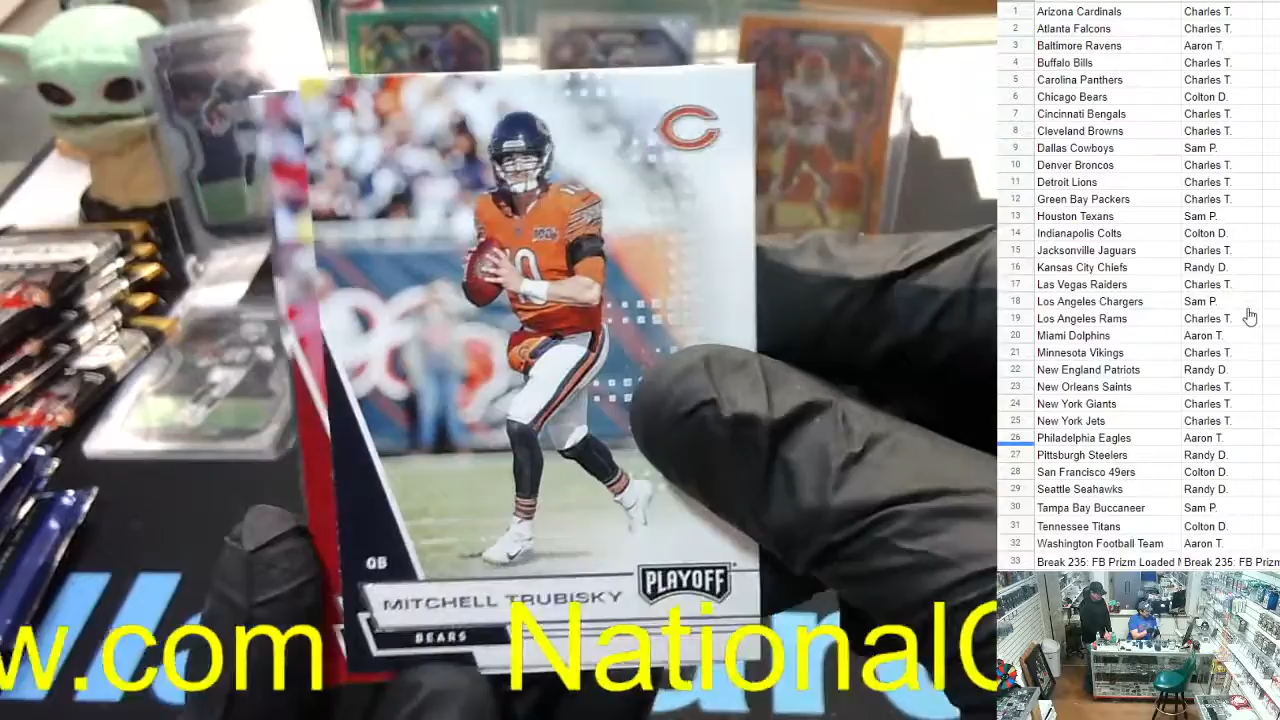 C
10
QB
PLAYOFF
MITCHELL TRUBISKY
BEARS
w.com NationalC
1 Arizona Cardinals Charles T.
2 Atlanta Falcons Charles T.
3 Baltimore Ravens Aaron T.
4 Buffalo Bills Charles T.
5 Carolina Panthers Charles T.
6 Chicago Bears Colton D.
7 Cincinnati Bengals Charles T.
8 Cleveland Browns Charles T.
9 Dallas Cowboys Sam P.
10 Denver Broncos Charles T.
11 Detroit Lions Charles T.
12 Green Bay Packers Charles T.
13 Houston Texans Sam P.
14 Indianapolis Colts Colton D.
15 Jacksonville Jaguars Charles T.
16 Kansas City Chiefs Randy D.
17 Las Vegas Raiders Charles T.
18 Los Angeles Chargers Sam P.
19 Los Angeles Rams Charles T.
20 Miami Dolphins Aaron T.
21 Minnesota Vikings Charles T.
22 New England Patriots Randy D.
23 New Orleans Saints Charles T.
24 New York Giants Charles T.
25 New York Jets Charles T.
26 Philadelphia Eagles Aaron T.
27 Pittsburgh Steelers Randy D.
28 San Francisco 49ers Colton D.
29 Seattle Seahawks Randy D.
30 Tampa Bay Buccaneer Sam P.
31 Tennessee Titans Colton D.
32 Washington Football Team Aaron T.
33 Break 235: FB Prizm Loaded Break 235: FB Prizm